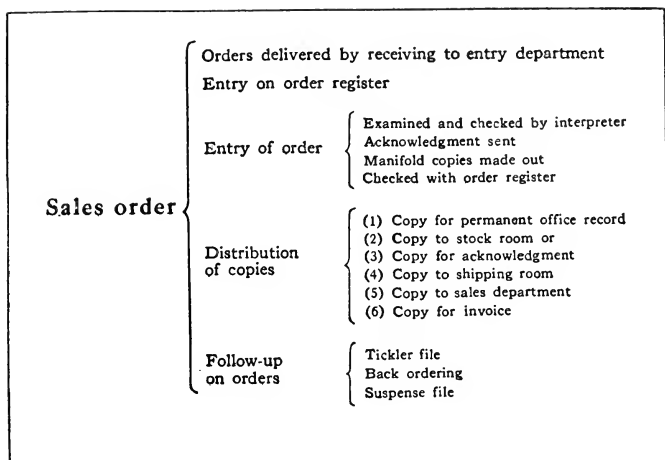 Orders delivered by receiving to entry department
Entry on order register
Entry of order
Examined and checked by interpreter
Acknowledgment sent
Manifold copies made out
Checked with order register
Sales order
Distribution
of copies
(1) Copy for permanent office record
(2) Copy to stock room or
(3) Copy for acknowledgment
(4) Copy to shipping room
(5) Copy to sales department
(6) Copy for invoice
Follow-up
on orders
Tickler file
Back ordering
Suspense file